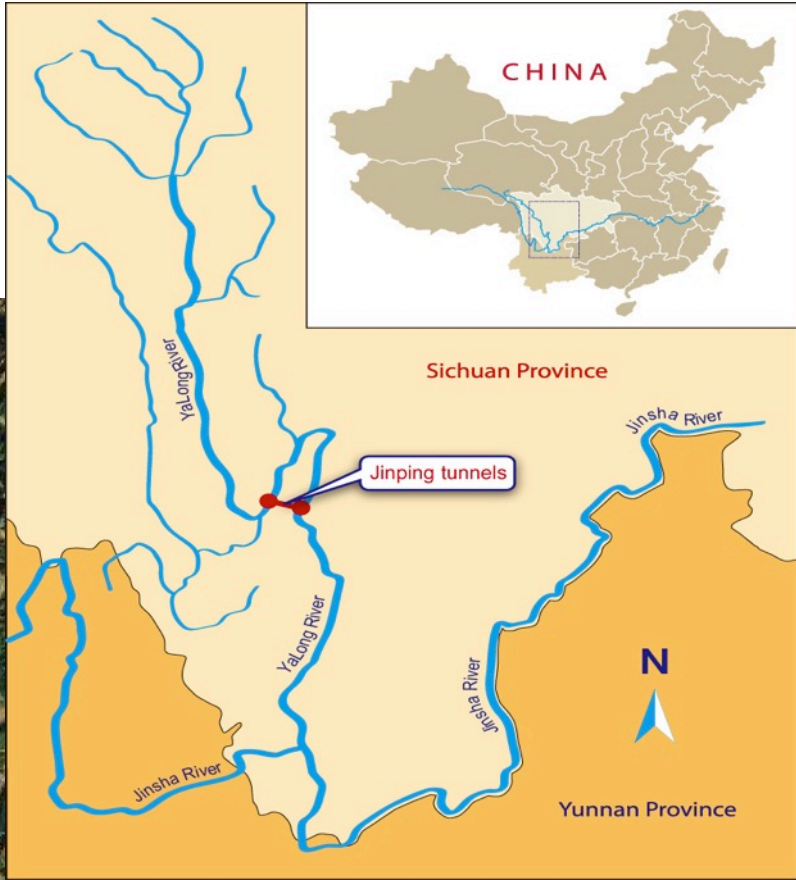 CHINA
Sichuan Province
Jinsha River
YaLongRiver
Jinping tunnels
YaLong River
Jinsha River
N
Jinsha River
Yunnan Province